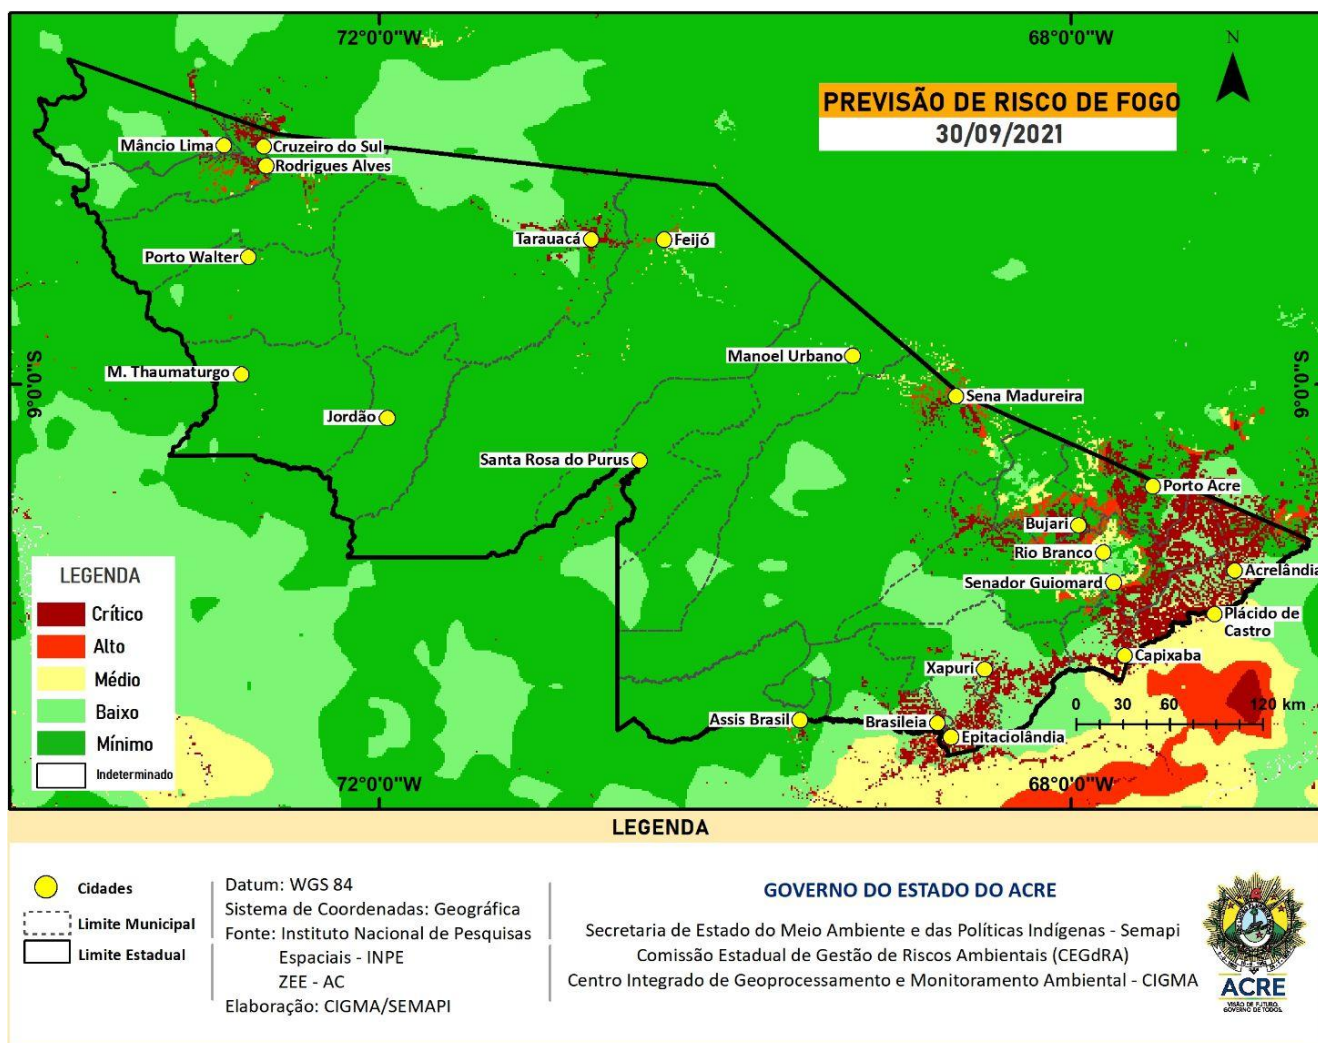 72°0'0"W
68°0'0"W
N
PREVISÃO DE RISCO DE FOGO
30/09/2021
Mâncio Lima
Cruzeiro do Sul
Rodrigues Alves
Tarauacá
Feijó
Porto Walter
Manoel Urbano
9°0'0"S
9°0'0"S
M. Thaumaturgo
Sena Madureira
Jordão
Santa Rosa do Purus
Porto Acre
Bujari
Rio Branco
Acrelândia
Senador Guiomard
Plácido de
Castro
Capixaba
Xapuri
Assis Brasil
Brasileia
Epitaciolândia
0 30 60 120 km
LEGENDA
Crítico
Alto
Médio
Baixo
Mínimo
Indeterminado
72°0'0"W
68°0'0"W
LEGENDA
Cidades
Limite Municipal
Limite Estadual
Datum: WGS 84
Sistema de Coordenadas: Geográfica
Fonte: Instituto Nacional de Pesquisas
Espaciais - INPE
ZEE - AC
Elaboração: CIGMA/SEMAPI
GOVERNO DO ESTADO DO ACRE
Secretaria de Estado do Meio Ambiente e das Políticas Indígenas - Semapi
Comissão Estadual de Gestão de Riscos Ambientais (CEGdRA)
Centro Integrado de Geoprocessamento e Monitoramento Ambiental - CIGMA
ACRE
VISÃO DE FUTURO.
GOVERNO DE TODOS.